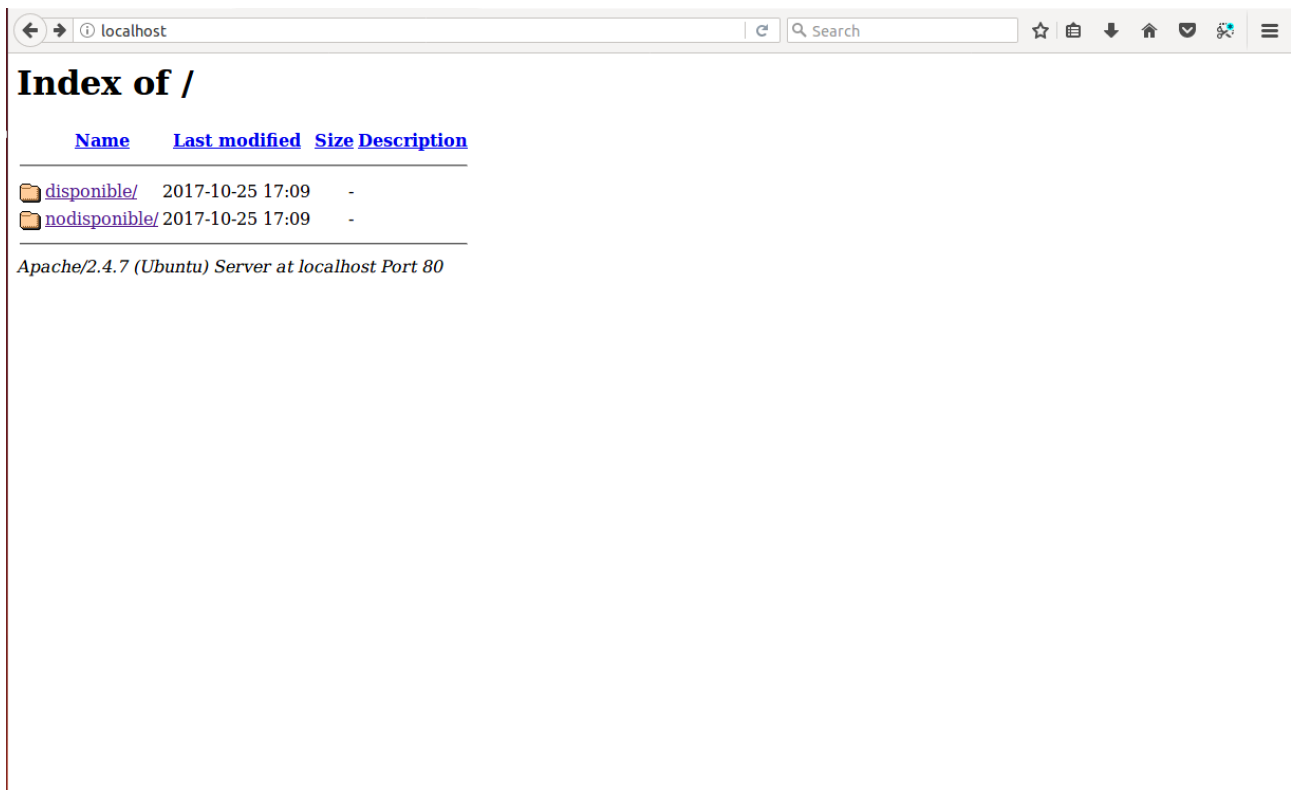 localhost
Search
Index of /
Name Last modified Size Description
disponible/ 2017-10-25 17:09 -
nodisponible/ 2017-10-25 17:09 -
Apache/2.4.7 (Ubuntu) Server at localhost Port 80